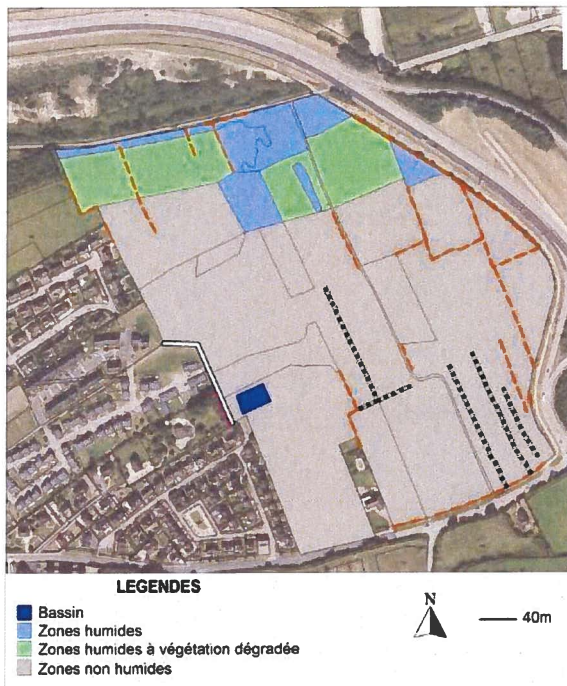 LEGENDES
Bassin
Zones humides
Zones humides à végétation dégradée
Zones non humides
N
40m